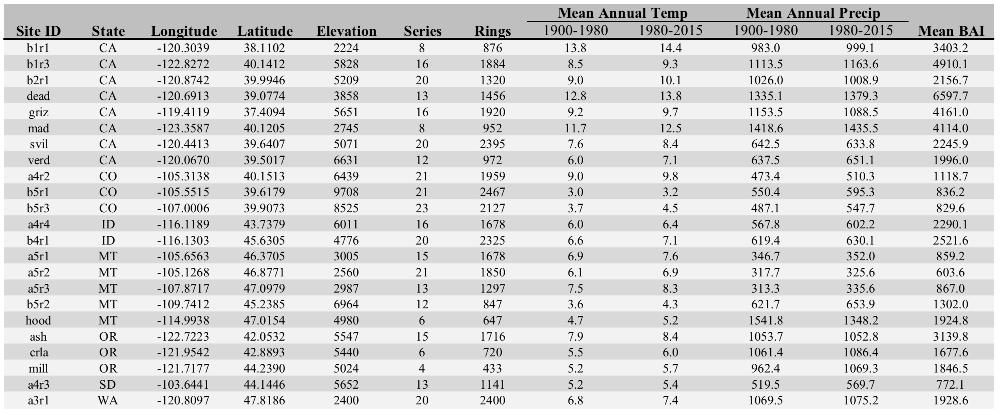 Mean Annual Temp Mean Annual Precip
Site ID State Longitude Latitude Elevation Series Rings 1900-1980 1980-2015 1900-1980 1980-2015 Mean BAI
b1r1 CA -120.3039 38.1102 2224 8 876 13.8 14.4 983.0 999.1 3403.2
b1r3 CA -122.8272 40.1412 5828 16 1884 8.5 9.3 1113.5 1163.6 4910.1
b2r1 CA -120.8742 39.9946 5209 20 1320 9.0 10.1 1026.0 1008.9 2156.7
dead CA -120.6913 39.0774 3858 13 1456 12.8 13.8 1335.1 1379.3 6597.7
griz CA -119.4119 37.4094 5651 16 1920 9.2 9.7 1153.5 1088.5 4161.0
mad CA -123.3587 40.1205 2745 8 952 11.7 12.5 1418.6 1435.5 4114.0
svil CA -120.4413 39.6407 5071 20 2395 7.6 8.4 642.5 633.8 2245.9
verd CA -120.0670 39.5017 6631 12 972 6.0 7.1 637.5 651.1 1996.0
a4r2 CO -105.3138 40.1513 6439 21 1959 9.0 9.8 473.4 510.3 1118.7
b5r1 CO -105.5515 39.6179 9708 21 2467 3.0 3.2 550.4 595.3 836.2
b5r3 CO -107.0006 39.9073 8525 23 2127 3.7 4.5 487.1 547.7 829.6
a4r4 ID -116.1189 43.7379 6011 16 1678 6.0 6.4 567.8 602.2 2290.1
b4r1 ID -116.1303 45.6305 4776 20 2325 6.6 7.1 619.4 630.1 2521.6
a5r1 MT -105.6563 46.3705 3005 15 1678 6.9 7.6 346.7 352.0 859.2
a5r2 MT -105.1268 46.8771 2560 21 1850 6.1 6.9 317.7 325.6 603.6
a5r3 MT -107.8717 47.0979 2987 13 1297 7.5 8.3 313.3 335.6 867.0
b5r2 MT -109.7412 45.2385 6964 12 847 3.6 4.3 621.7 653.9 1302.0
hood MT -114.9938 47.0154 4980 6 647 4.7 5.2 1541.8 1348.2 1924.8
ash OR -122.7223 42.0532 5547 15 1716 7.9 8.4 1053.7 1052.8 3139.8
crla OR -121.9542 42.8893 5440 6 720 5.5 6.0 1061.4 1086.4 1677.6
mill OR -121.7177 44.2390 5024 4 433 5.2 5.7 962.4 1069.3 1846.5
a4r3 SD -103.6441 44.1446 5652 13 1141 5.2 5.4 519.5 569.7 772.1
a3r1 WA -120.8097 47.8186 2400 20 2400 6.8 7.4 1069.5 1075.2 1928.6